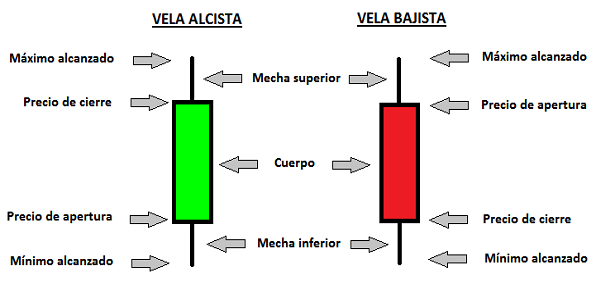 VELA ALCISTA
VELA BAJISTA
Máximo alcanzado
Máximo alcanzado
Mecha superior
Precio de cierre
Precio de apertura
Cuerpo
Precio de apertura
Precio de cierre
Mecha inferior
Mínimo alcanzado
Mínimo alcanzado